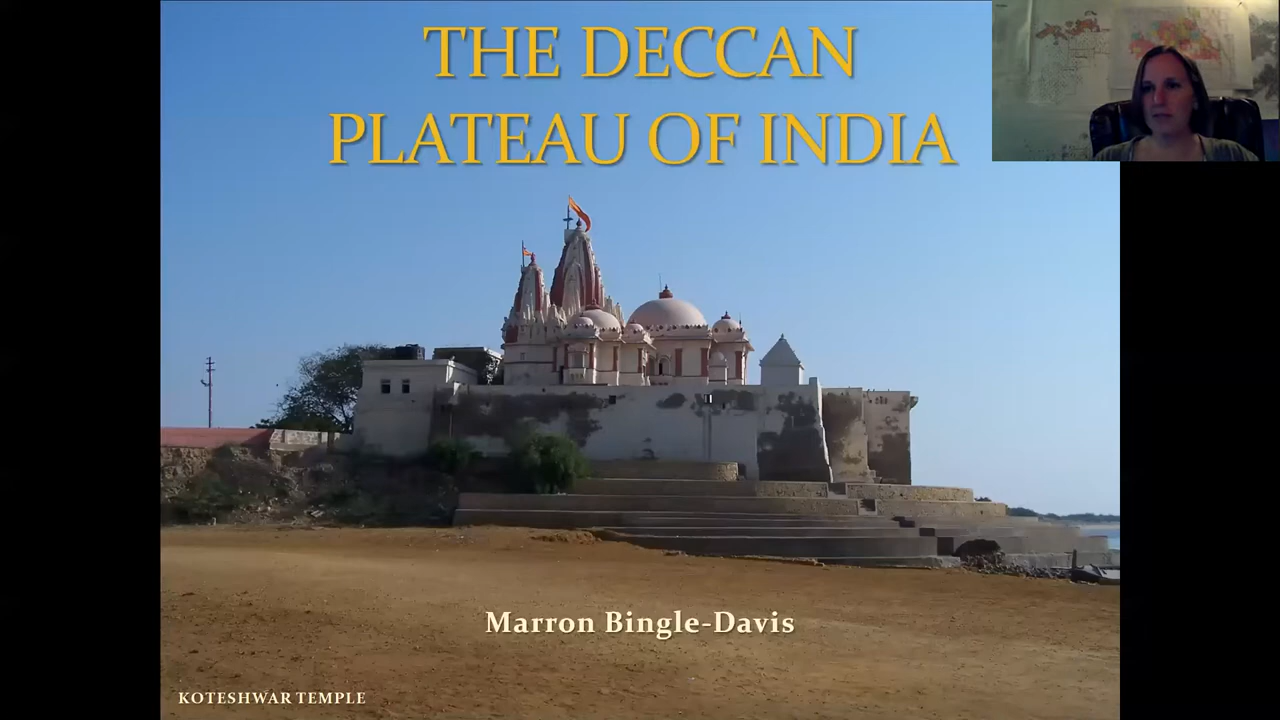 THE DECCAN
PLATEAU OF INDIA
Marron Bingle-Davis
KOTESHWAR TEMPLE